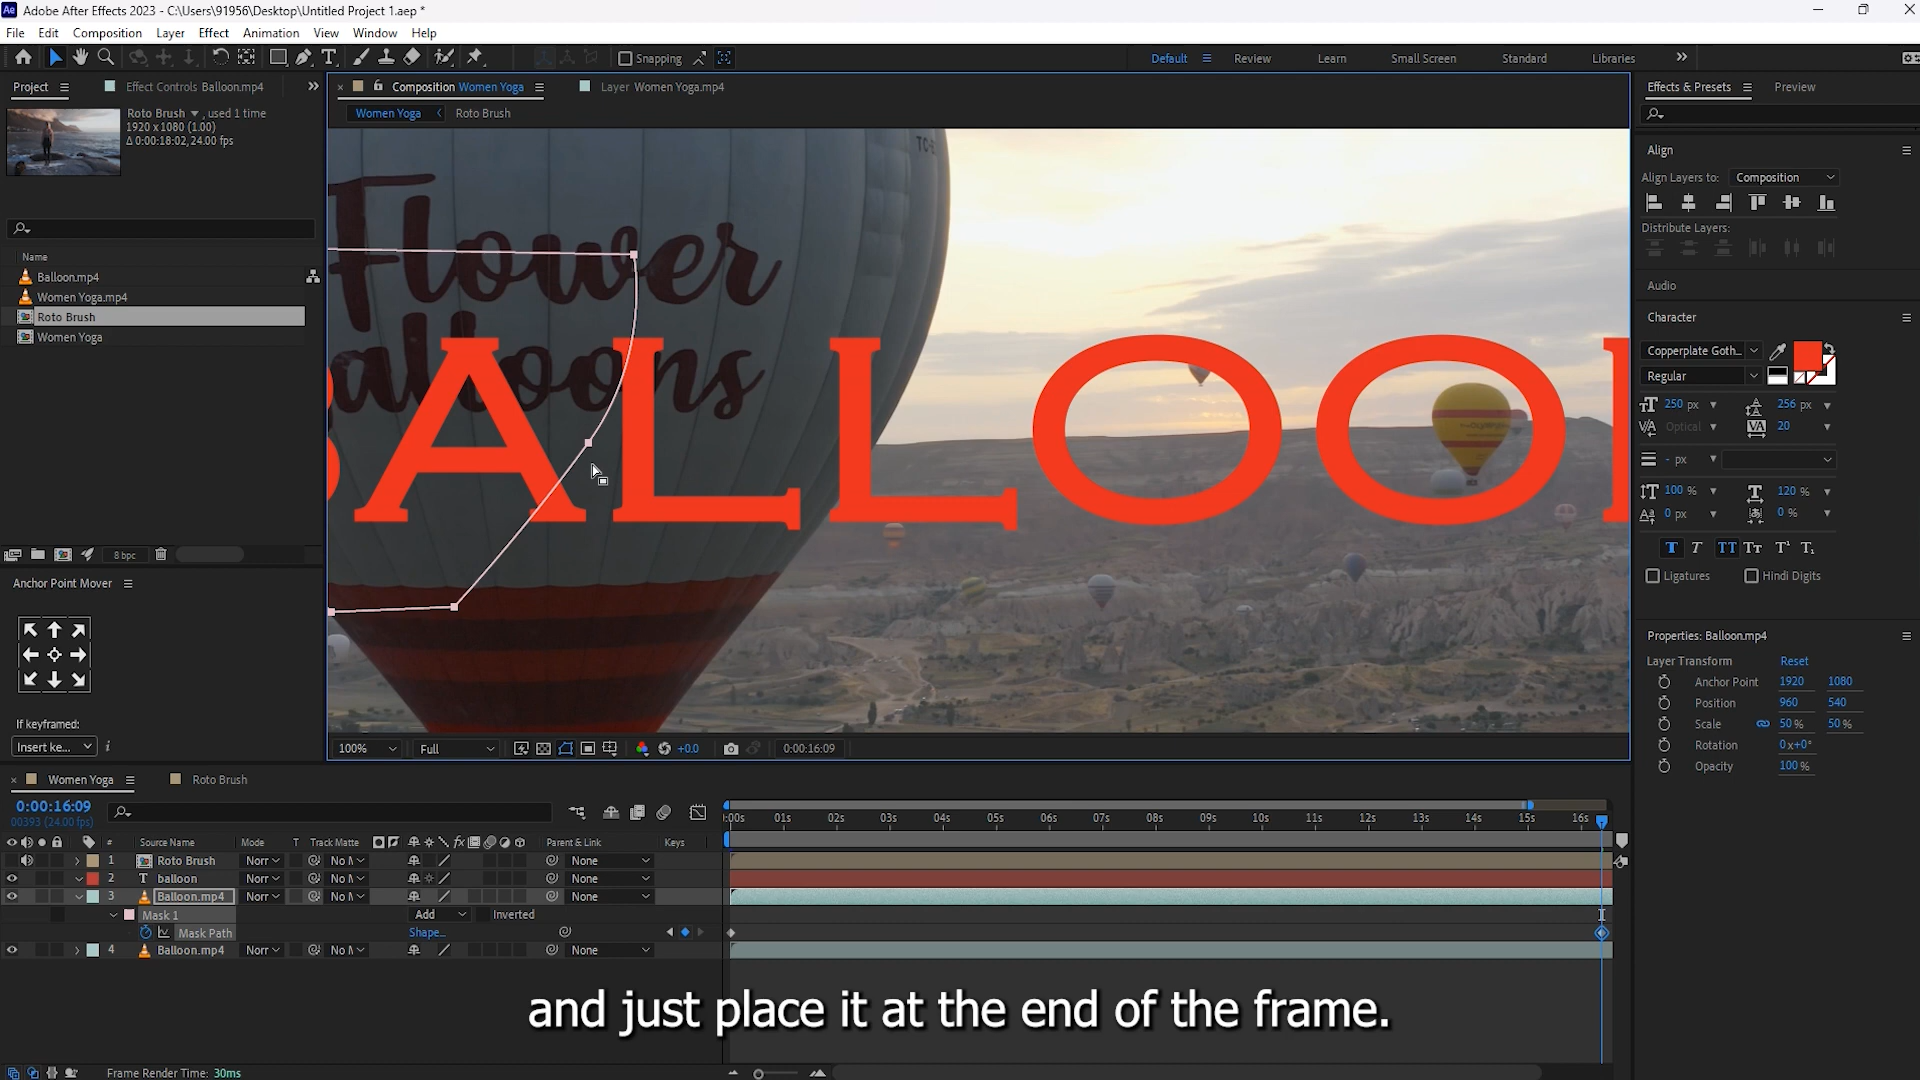 Adobe After Effects 2023 - C:\Users\91956\Desktop\Untitled Project 1.aep *
File Edit Composition Layer Effect Animation View Window Help
Snapping Default Review Learn Small Screen Standard Libraries
Project Effect Controls Balloon.mp4
Composition Women Yoga Layer Women Yoga.mp4
Effects & Presets Preview
Women Yoga Roto Brush
Roto Brush , used 1 time
1920 x 1080 (1.00)
Δ 0:00:18:02, 24.00 fps
Name
Balloon.mp4
Women Yoga.mp4
Roto Brush
Women Yoga
8 bpc
Anchor Point Mover
If keyframed:
Insert ke...
Flower
Balloons
BALLOON
100% Full +0.0 0:00:16:09
Align
Align Layers to: Composition
Distribute Layers:
Audio
Character
Copperplate Goth...
Regular
250 px 256 px
Optical 20
- px
100 % 120 %
0 px 0 %
T T TT Tt T¹ T₁
Ligatures Hindi Digits
Properties: Balloon.mp4
Layer Transform Reset
Anchor Point 1920 1080
Position 960 540
Scale 50 % 50 %
Rotation 0x+0°
Opacity 100 %
Women Yoga Roto Brush
0:00:16:09
00393 (24.00 fps)
:00s 01s 02s 03s 04s 05s 06s 07s 08s 09s 10s 11s 12s 13s 14s 15s 16s
# Source Name Mode T Track Matte Parent & Link Keys
1 Roto Brush Norr No M None
2 T balloon Norr No M None
3 Balloon.mp4 Norr No M None
Mask 1 Add Inverted
Mask Path Shape...
4 Balloon.mp4 Norr No M None
and just place it at the end of the frame.
Frame Render Time: 30ms